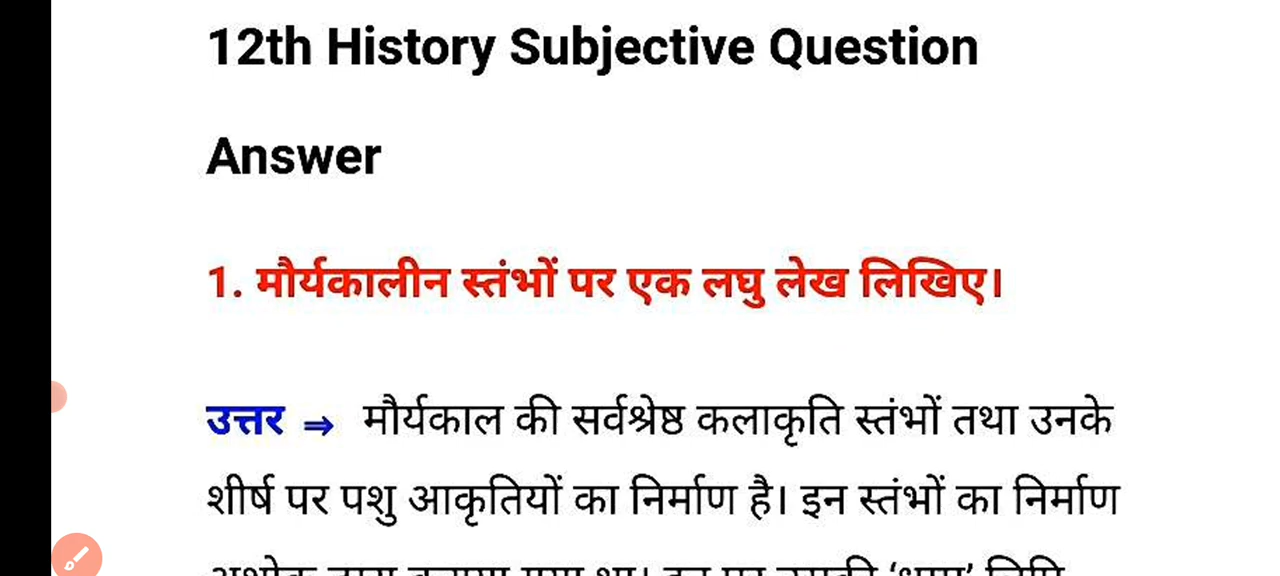 12th History Subjective Question
Answer
1. मौर्यकालीन स्तंभों पर एक लघु लेख लिखिए।
उत्तर ⇒ मौर्यकाल की सर्वश्रेष्ठ कलाकृति स्तंभों तथा उनके
शीर्ष पर पशु आकृतियों का निर्माण है। इन स्तंभों का निर्माण